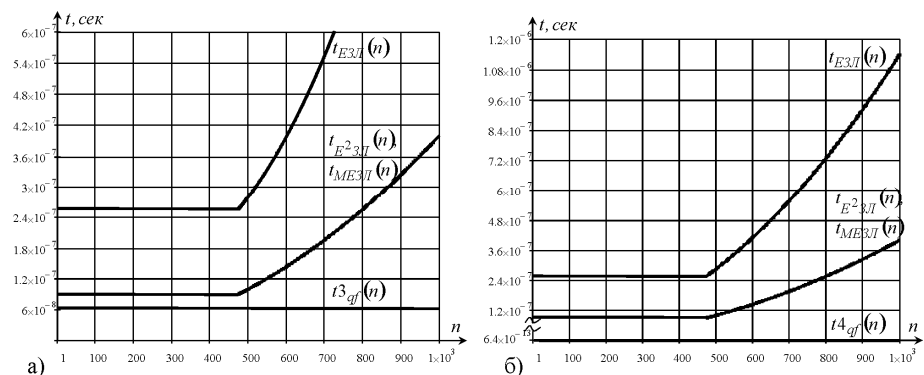 t, сек
6×10⁻⁷
5.4×10⁻⁷
4.8×10⁻⁷
4.2×10⁻⁷
3.6×10⁻⁷
3×10⁻⁷
2.4×10⁻⁷
1.8×10⁻⁷
1.2×10⁻⁷
6×10⁻⁸
t_ЕЗЛ(n)
t_Е²ЗЛ(n),
t_МЕЗЛ(n)
t3_qf(n)
n
1 100 200 300 400 500 600 700 800 900 1×10³
а)
t, сек
1.2×10⁻⁶
1.08×10⁻⁶
9.6×10⁻⁷
8.4×10⁻⁷
7.2×10⁻⁷
6×10⁻⁷
4.8×10⁻⁷
3.6×10⁻⁷
2.4×10⁻⁷
1.2×10⁻⁷
6.4×10⁻¹³
t_ЕЗЛ(n)
t_Е²ЗЛ(n),
t_МЕЗЛ(n)
t4_qf(n)
n
1 100 200 300 400 500 600 700 800 900 1×10³
б)